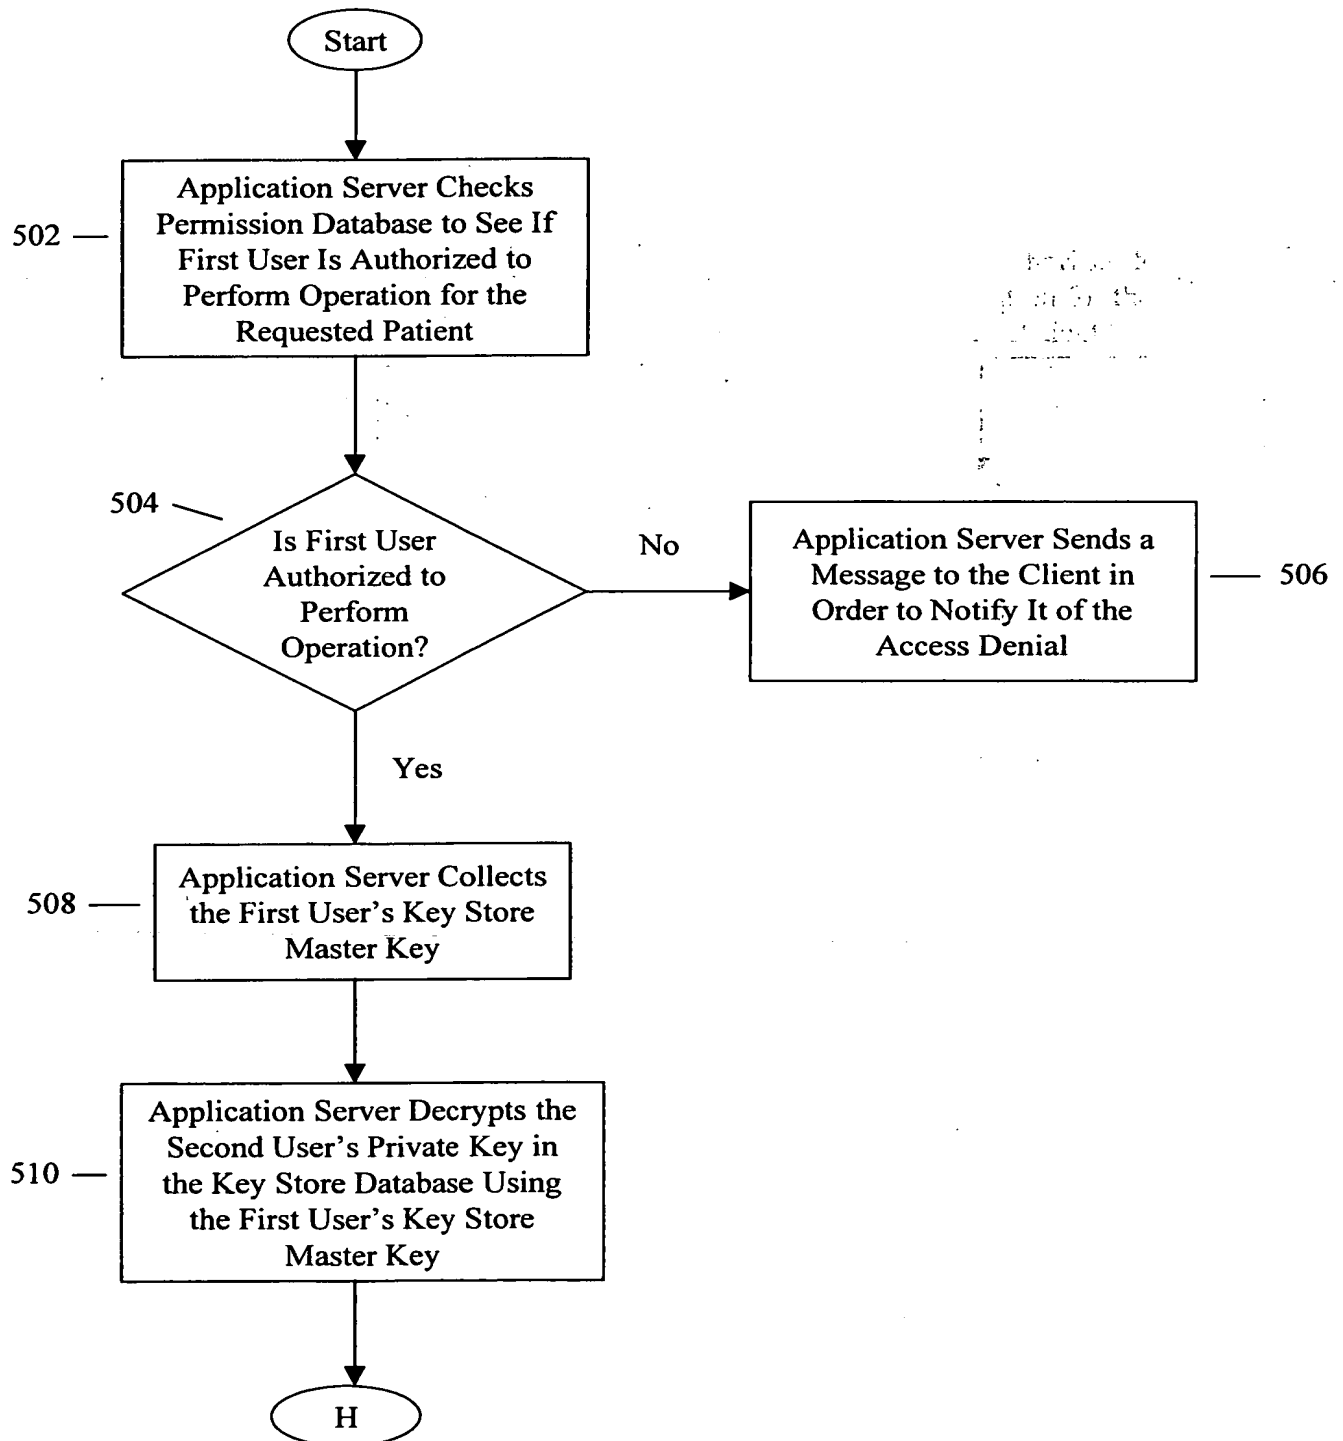 Start
502
Application Server Checks
Permission Database to See If
First User Is Authorized to
Perform Operation for the
Requested Patient
504
Is First User
Authorized to
Perform
Operation?
No
Application Server Sends a
Message to the Client in
Order to Notify It of the
Access Denial
506
Yes
508
Application Server Collects
the First User's Key Store
Master Key
510
Application Server Decrypts the
Second User's Private Key in
the Key Store Database Using
the First User's Key Store
Master Key
H